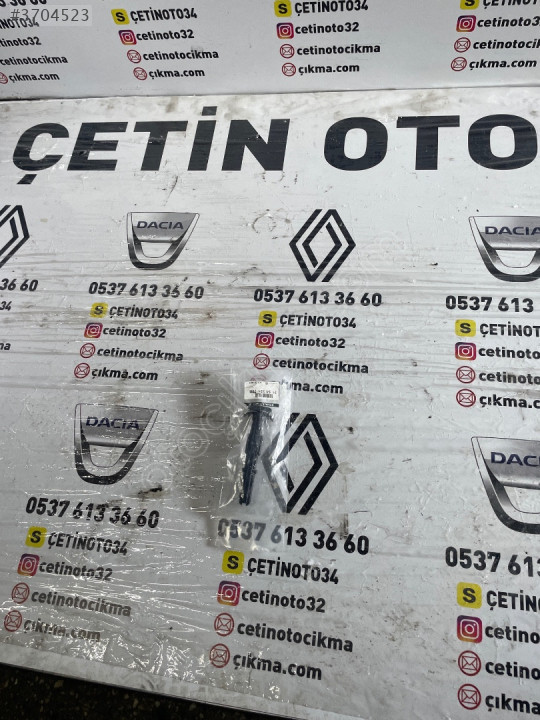 #3704523
ÇETİNOTO34
cetinoto32
cetinotocikma
çıkma.com
ÇETİNOTO34
cetinoto32
cetinotocikma
çıkma.com
ÇETİN OTO
DACIA
DACIA
0537 613 36 60
0537 613 36 60
0537 613
S ÇETİNOTO34
S ÇETİNOTO34
S
cetinoto32
cetinoto32
cetinotocikma
cetinotocikma
çıkma.com
çıkma.com
DACIA
DACIA
0537 613 36 60
0537 613 36 60
0537 613
S ÇETİNOTO34
S ÇETİNOTO34
S ÇETİN
cetinoto32
cetinoto32
cetinotocikma
cetinotocikma
çıkma.com
çıkma.com